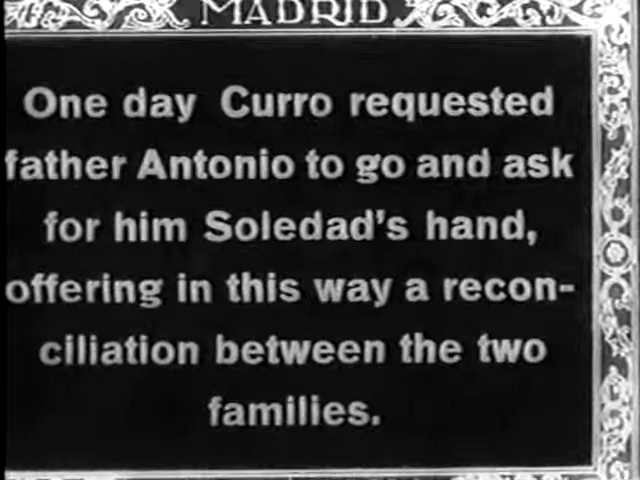 MADRID
One day Curro requested
father Antonio to go and ask
for him Soledad's hand,
offering in this way a recon-
ciliation between the two
families.